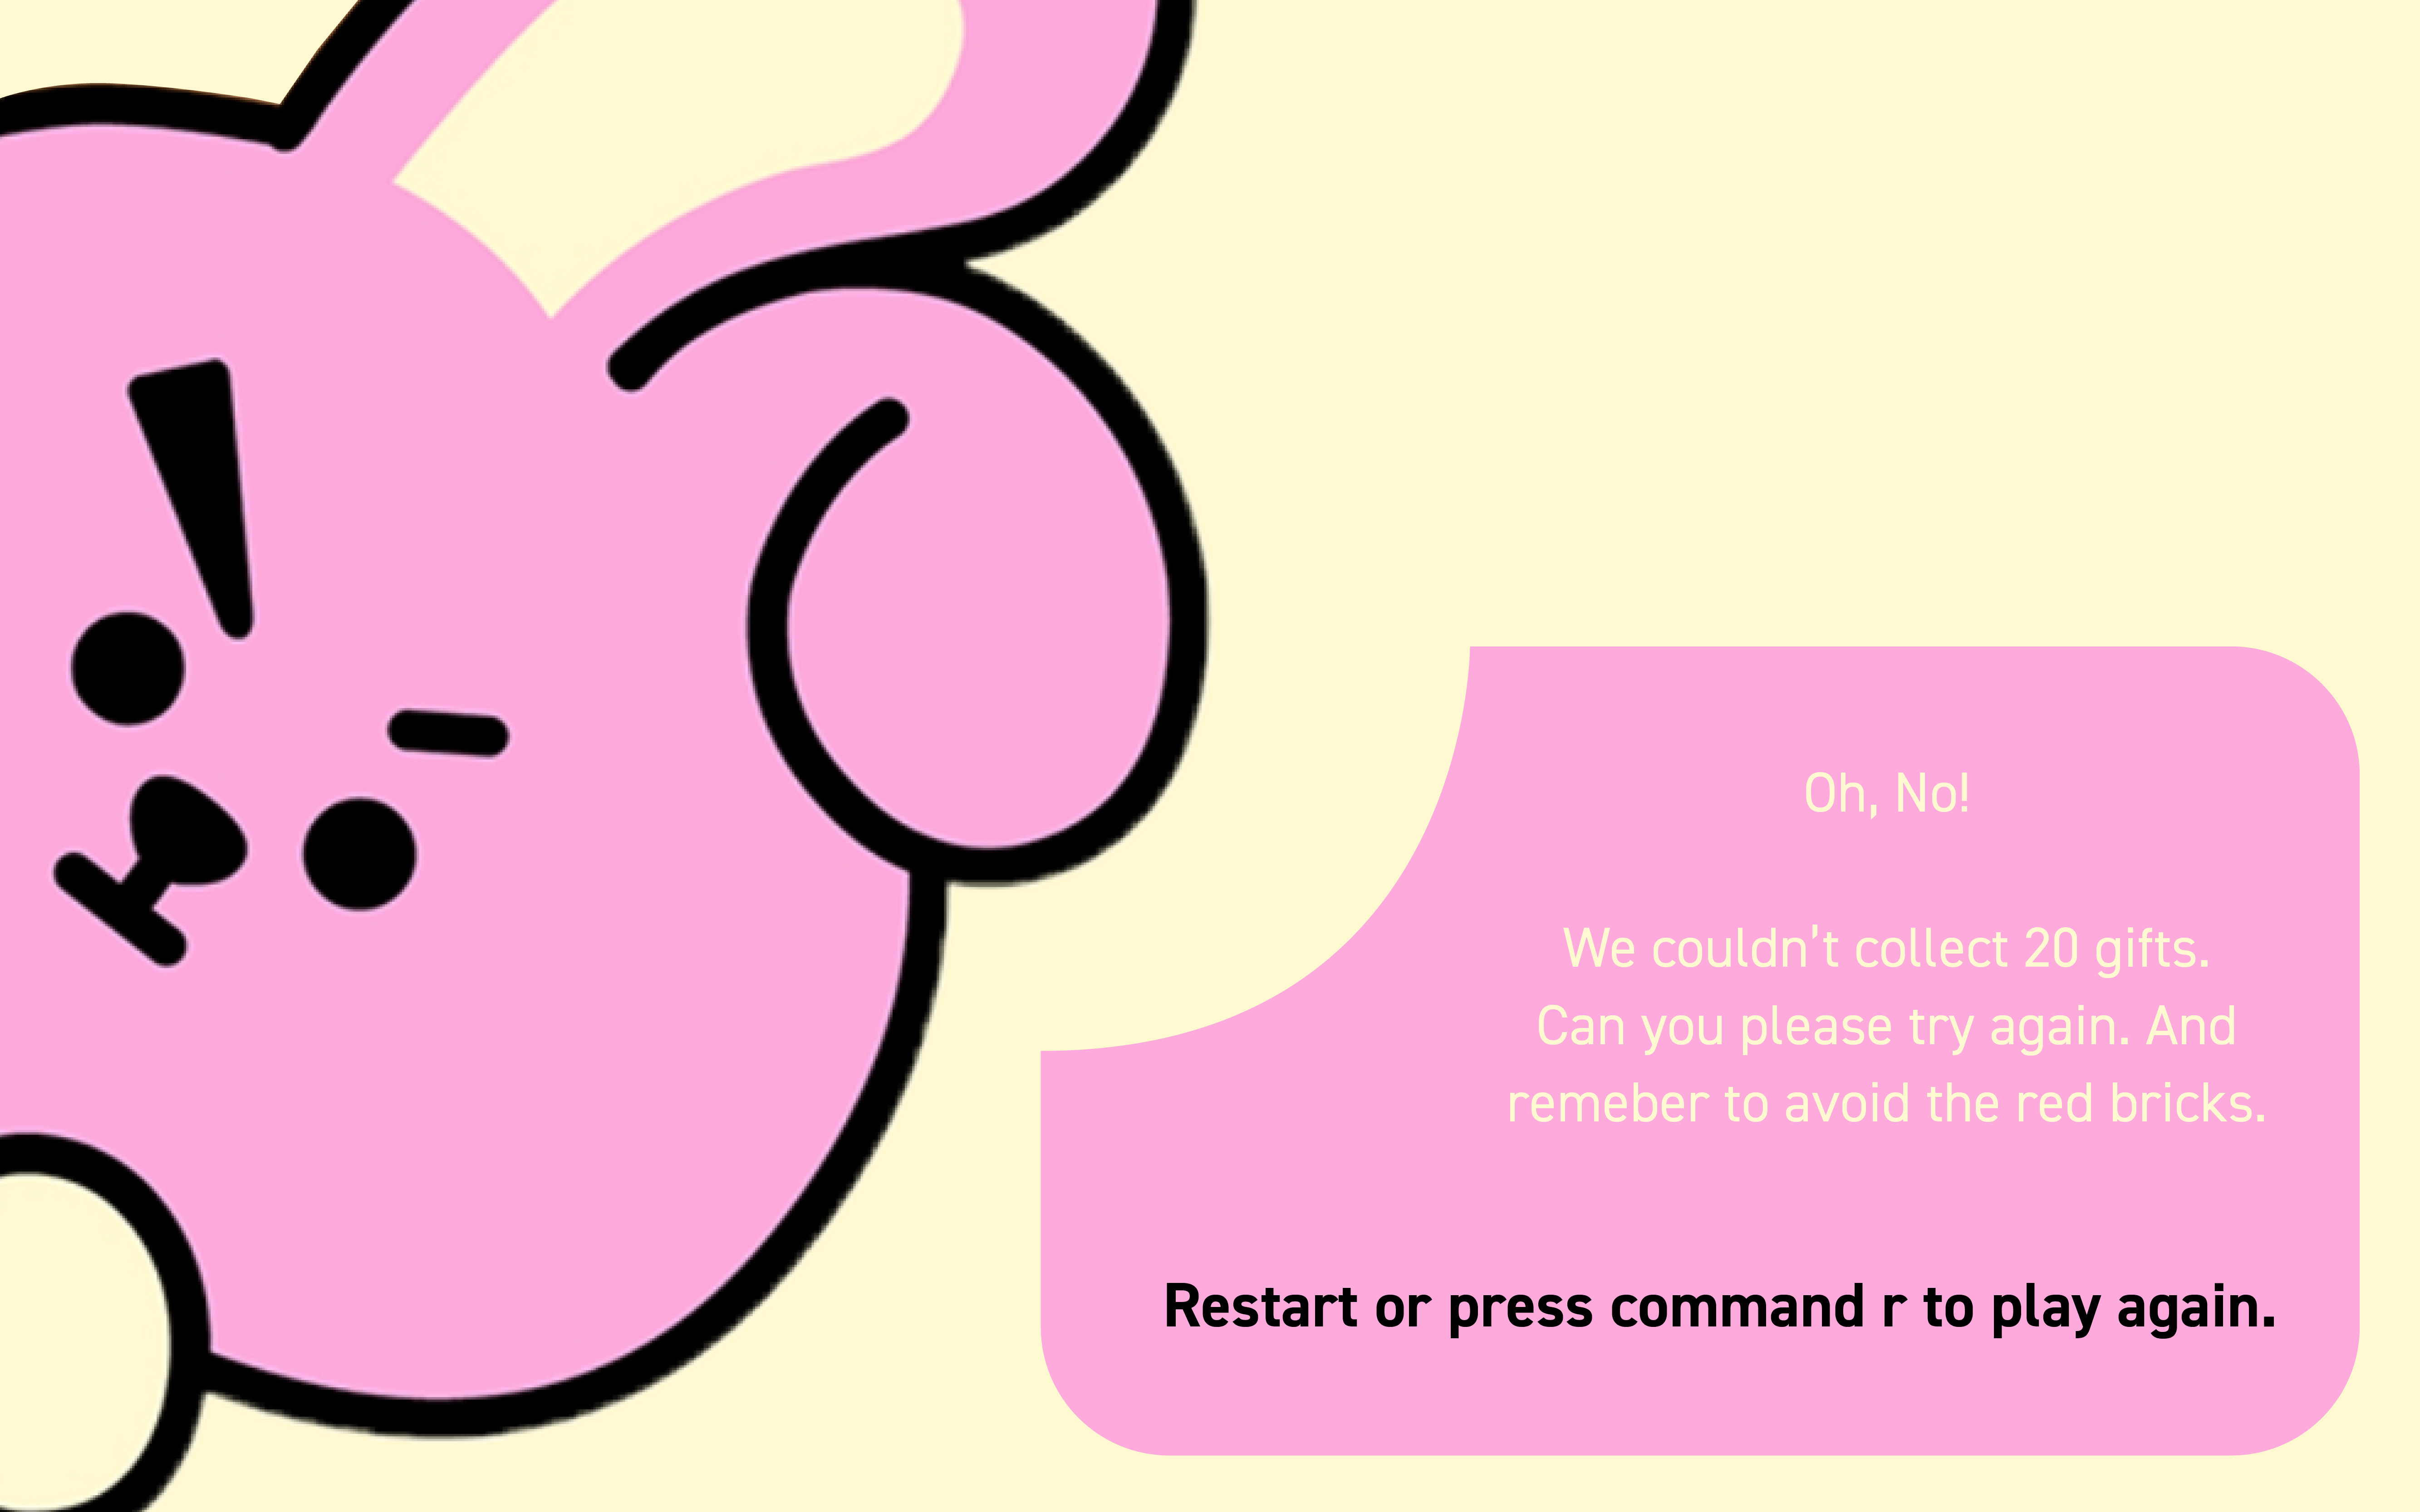 Oh, No!
We couldn't collect 20 gifts.
Can you please try again. And
remeber to avoid the red bricks.
Restart or press command r to play again.